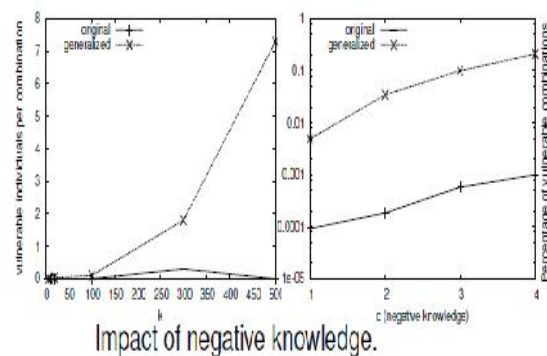 8
7
6
5
4
3
2
1
0
vulnerable individuals per combination
original
generalized
0 50 100 150 200 250 300 350 400 450 500
k
1
0.1
0.01
0.001
0.0001
1e-05
original
generalized
1 2 3 4
c (negative knowledge)
Percentage of vulnerable combinations
Impact of negative knowledge.